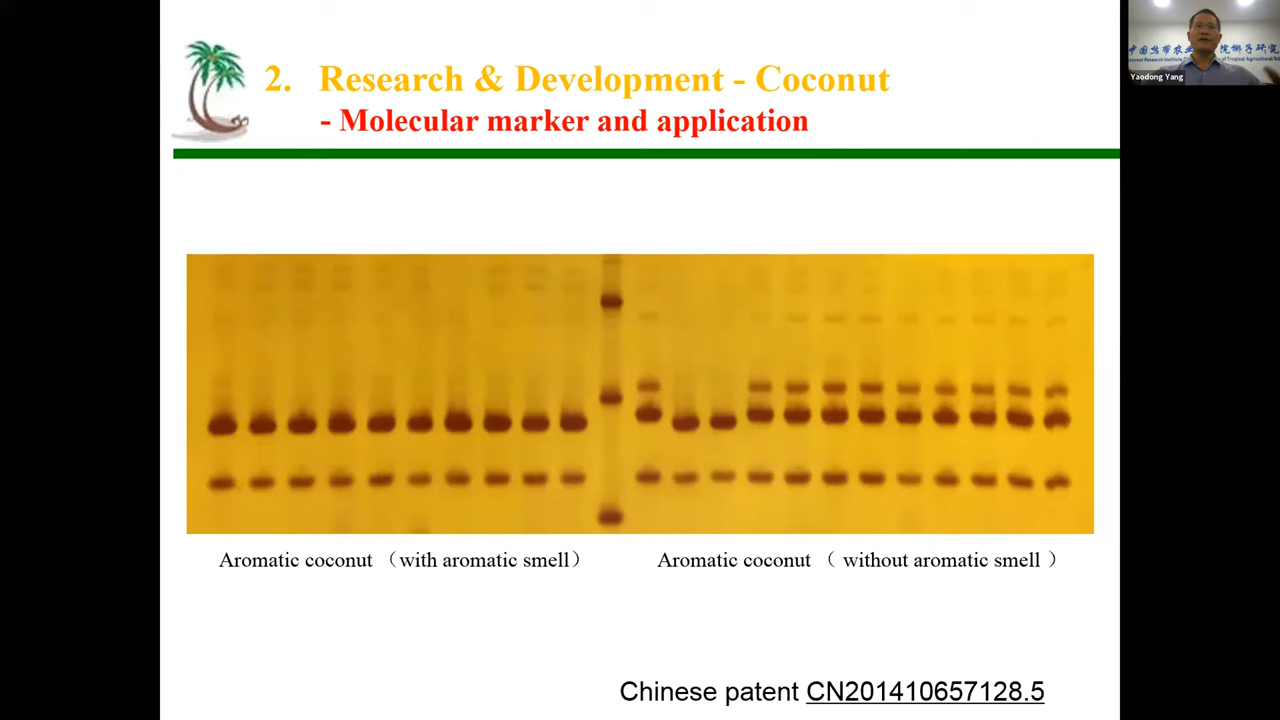 2. Research & Development - Coconut
- Molecular marker and application
Aromatic coconut （with aromatic smell）
Aromatic coconut （ without aromatic smell ）
Chinese patent CN201410657128.5
Yaodong Yang